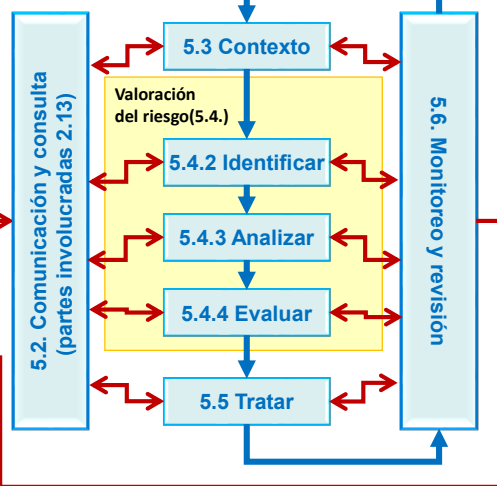 5.3 Contexto
Valoración
del riesgo(5.4.)
5.4.2 Identificar
5.4.3 Analizar
5.4.4 Evaluar
5.5 Tratar
5.2. Comunicación y consulta
(partes involucradas 2.13)
5.6. Monitoreo y revisión